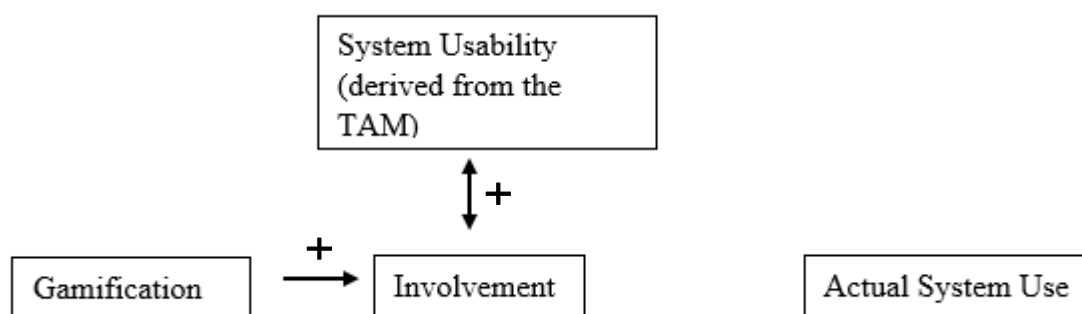 System Usability
(derived from the
TAM)
+
+
Gamification
Involvement
Actual System Use